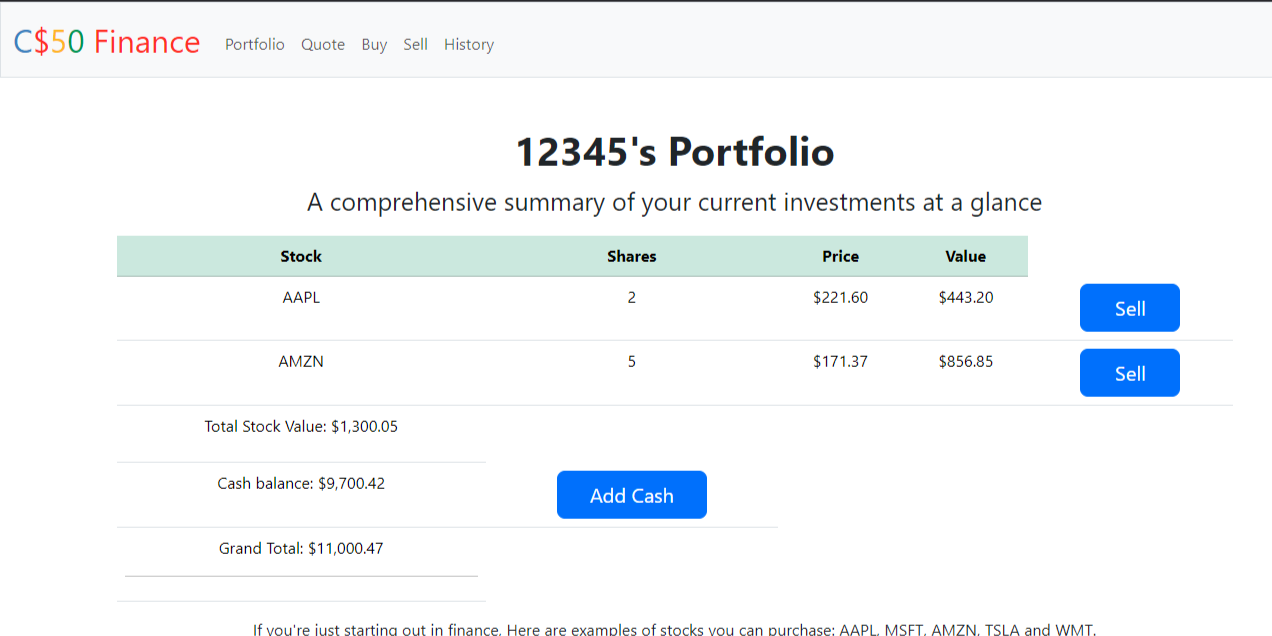 C$50 Finance Portfolio Quote Buy Sell History
12345's Portfolio
A comprehensive summary of your current investments at a glance
Stock Shares Price Value
AAPL 2 $221.60 $443.20 Sell
AMZN 5 $171.37 $856.85 Sell
Total Stock Value: $1,300.05
Cash balance: $9,700.42 Add Cash
Grand Total: $11,000.47
If you're just starting out in finance, Here are examples of stocks you can purchase: AAPL, MSFT, AMZN, TSLA and WMT.